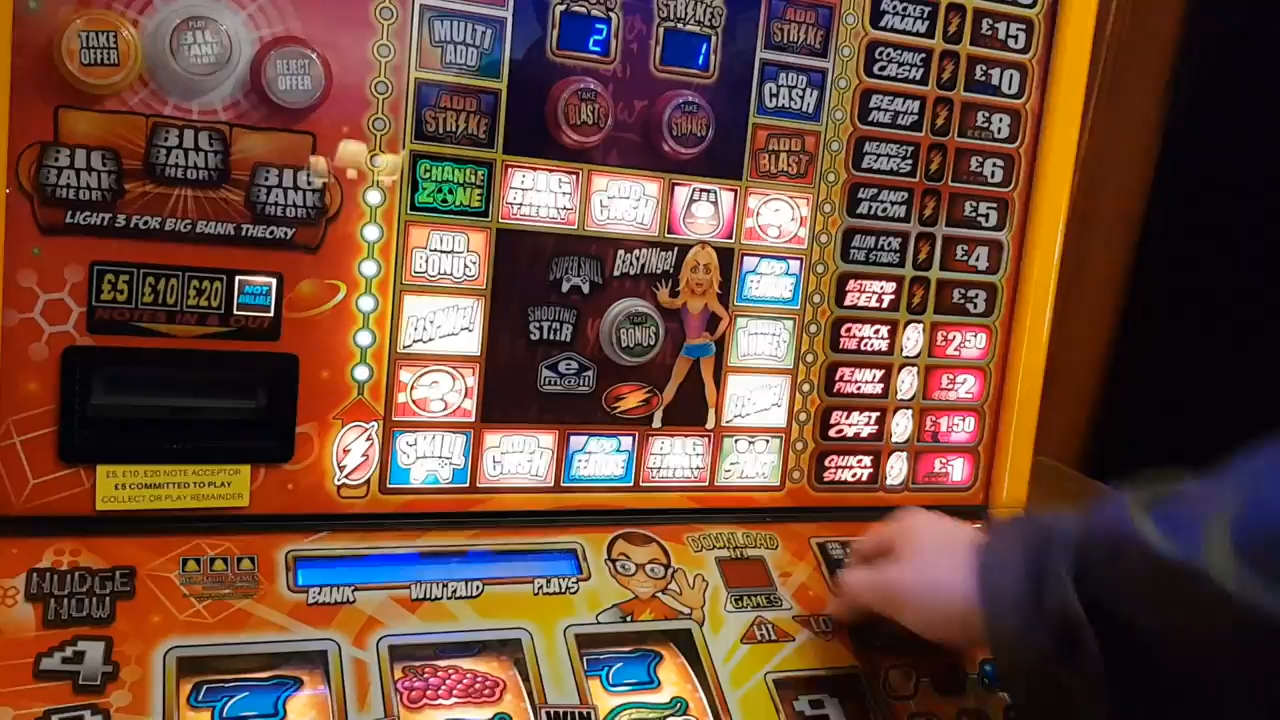 TAKE OFFER
PLAY BIG BANK THEORY
REJECT OFFER
BIG BANK THEORY
BIG BANK THEORY
BIG BANK THEORY
LIGHT 3 FOR BIG BANK THEORY
£5 £10 £20 NOT AVAILABLE
NOTES IN & OUT
£5, £10, £20 NOTE ACCEPTOR
£5 COMMITTED TO PLAY
COLLECT OR PLAY REMAINDER
MULTI ADD
ADD STRIKE
CHANGE ZONE
ADD BONUS
BaSPINga!
?
SKILL
ADD CASH
ADD FEATURE
BIG BANK THEORY
START
2
STRIKES
1
TAKE BLASTS
TAKE STRIKES
ADD STRIKE
ADD CASH
ADD BLAST
BIG BANK THEORY
ADD CASH
?
ADD FEATURE
NUDGES
BaSPINga!
SUPER SKILL
BaSPINga!
SHOOTING STAR
TAKE BONUS
e m@il
ROCKET MAN £15
COSMIC CASH £10
BEAM ME UP £8
NEAREST BARS £6
UP AND ATOM £5
AIM FOR THE STARS £4
ASTEROID BELT £3
CRACK THE CODE £2.50
PENNY PINCHER £2
BLAST OFF £1.50
QUICK SHOT £1
NUDGE NOW
4
BANK WIN PAID PLAYS
DOWNLOAD
GAMES
HI
LO
WIN
9